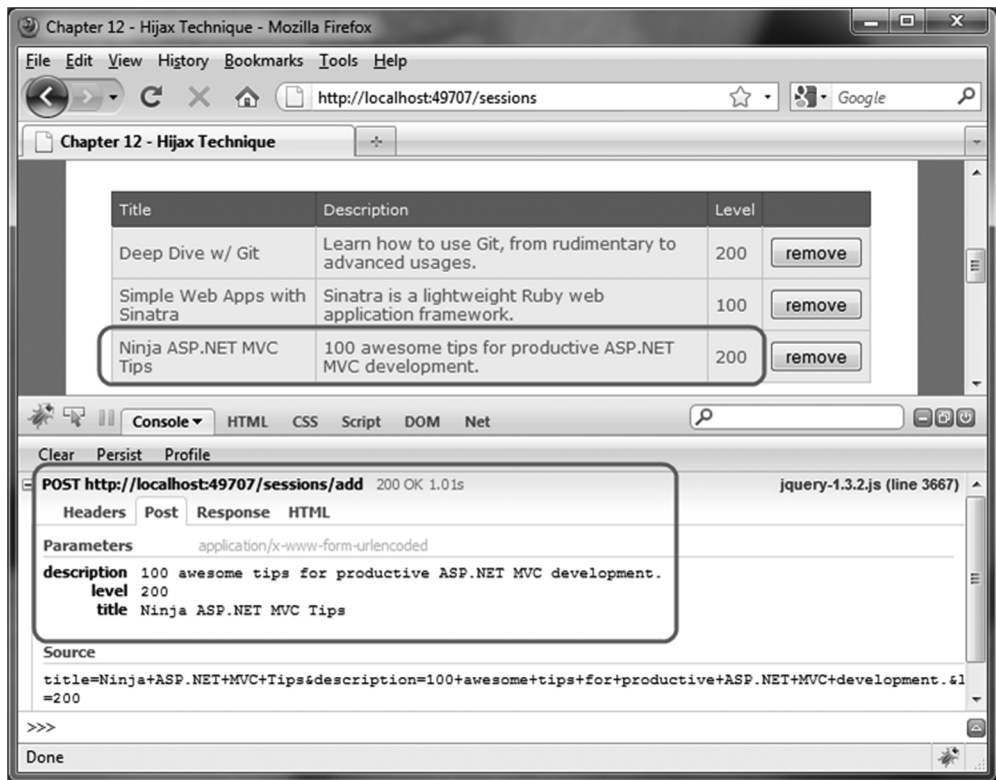 Chapter 12 - Hijax Technique - Mozilla Firefox
File Edit View History Bookmarks Tools Help
http://localhost:49707/sessions
Google
Chapter 12 - Hijax Technique
Title Description Level
Deep Dive w/ Git
Learn how to use Git, from rudimentary to
advanced usages.
200 remove
Simple Web Apps with
Sinatra
Sinatra is a lightweight Ruby web
application framework.
100 remove
Ninja ASP.NET MVC
Tips
100 awesome tips for productive ASP.NET
MVC development.
200 remove
Console HTML CSS Script DOM Net
Clear Persist Profile
POST http://localhost:49707/sessions/add 200 OK 1.01s jquery-1.3.2.js (line 3667)
Headers Post Response HTML
Parameters application/x-www-form-urlencoded
description 100 awesome tips for productive ASP.NET MVC development.
level 200
title Ninja ASP.NET MVC Tips
Source
title=Ninja+ASP.NET+MVC+Tips&description=100+awesome+tips+for+productive+ASP.NET+MVC+development.&l
=200
>>>
Done